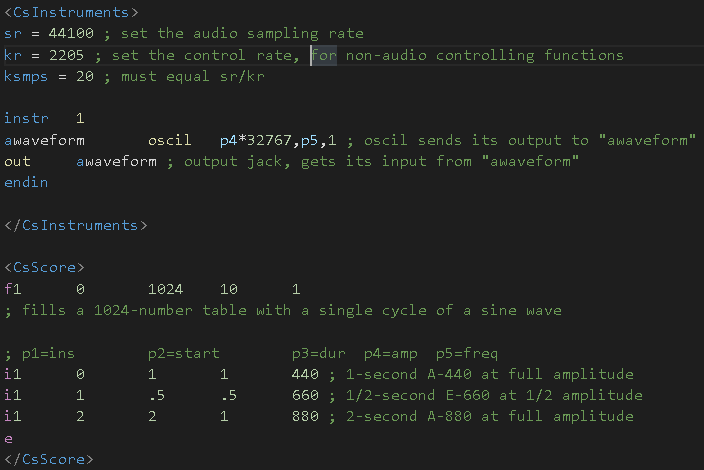 <CsInstruments>
sr = 44100 ; set the audio sampling rate
kr = 2205 ; set the control rate, for non-audio controlling functions
ksmps = 20 ; must equal sr/kr
instr 1
awaveform oscil p4*32767,p5,1 ; oscil sends its output to "awaveform"
out awaveform ; output jack, gets its input from "awaveform"
endin
</CsInstruments>
<CsScore>
f1 0 1024 10 1
; fills a 1024-number table with a single cycle of a sine wave
; p1=ins p2=start p3=dur p4=amp p5=freq
i1 0 1 1 440 ; 1-second A-440 at full amplitude
i1 1 .5 .5 660 ; 1/2-second E-660 at 1/2 amplitude
i1 2 2 1 880 ; 2-second A-880 at full amplitude
e
</CsScore>